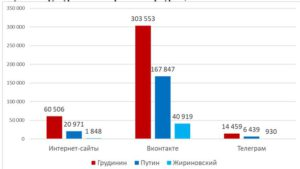 350 000
300 000
250 000
200 000
150 000
100 000
50 000
0
303 553
167 847
60 506
40 919
20 971
1 848
14 459
6 439
930
Интернет-сайты
Вконтакте
Телеграм
Грудинин
Путин
Жириновский